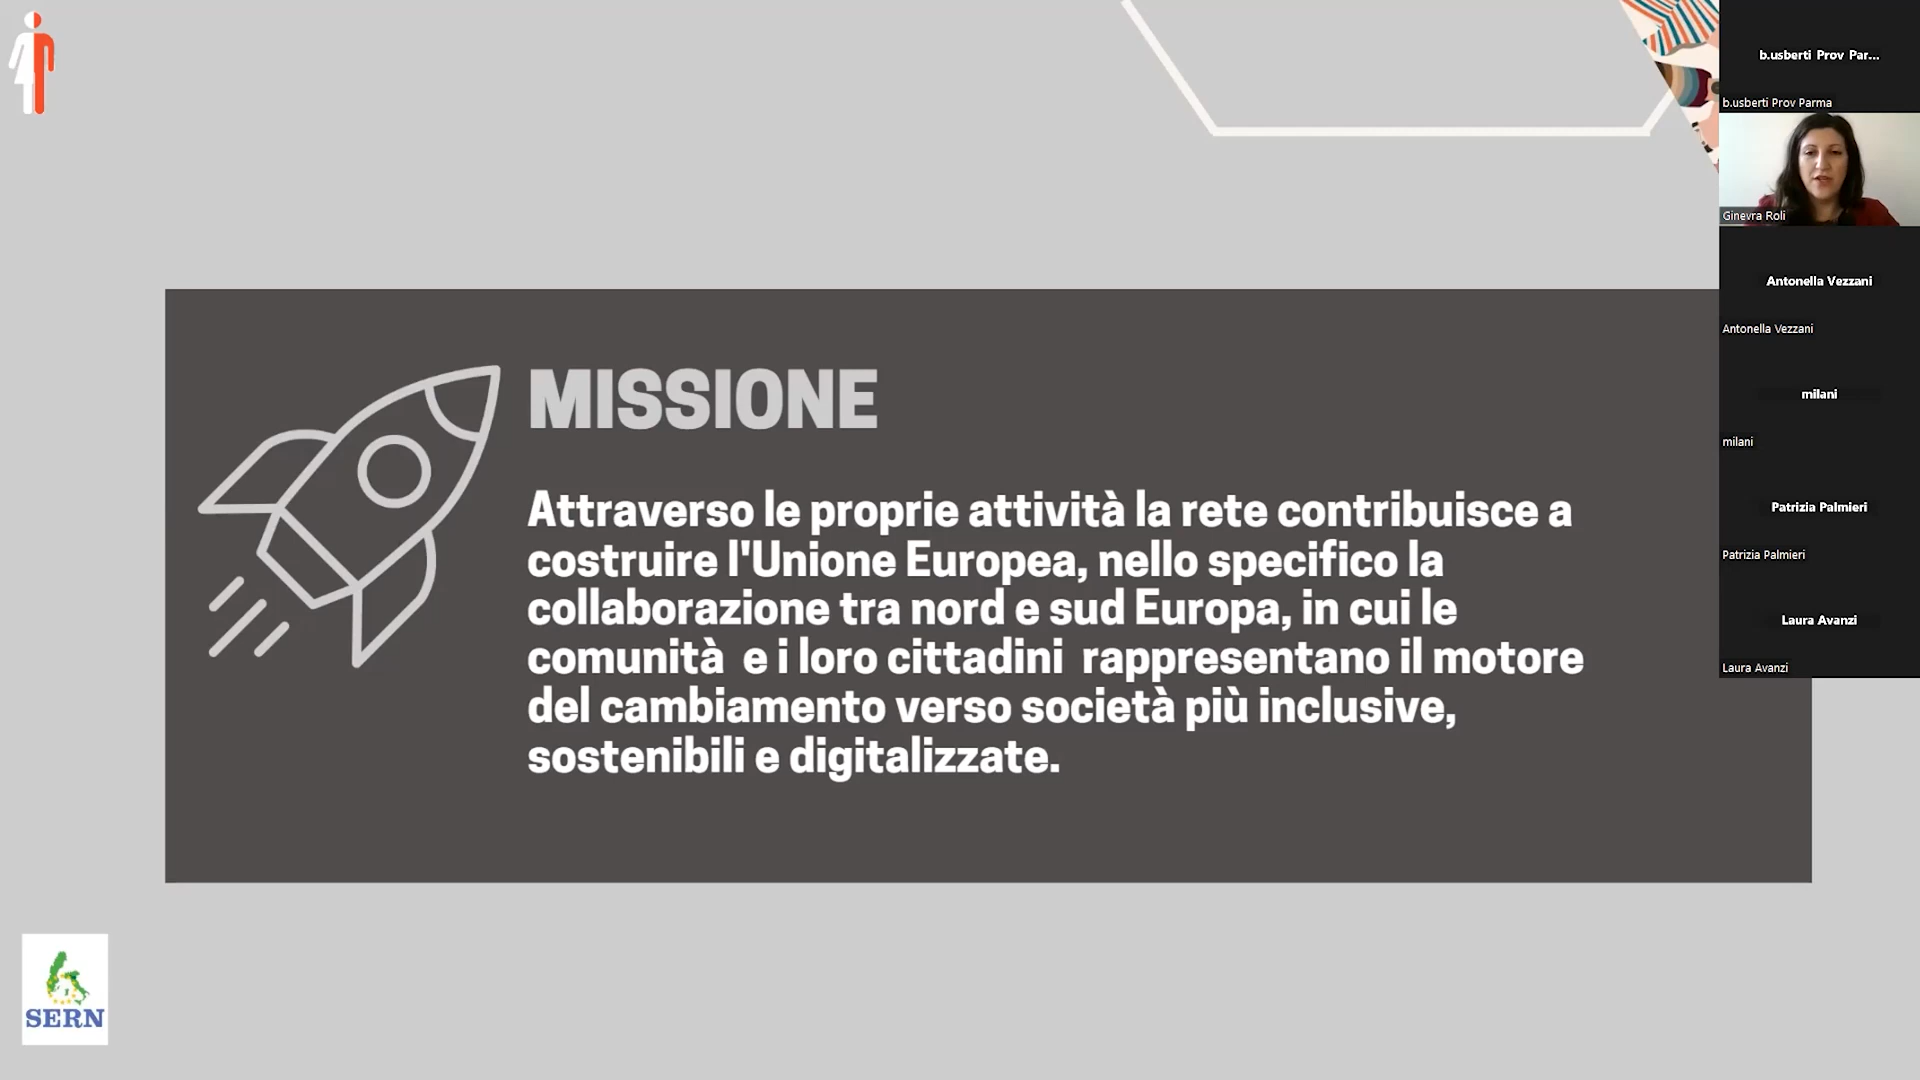 MISSIONE
Attraverso le proprie attività la rete contribuisce a
costruire l'Unione Europea, nello specifico la
collaborazione tra nord e sud Europa, in cui le
comunità  e i loro cittadini  rappresentano il motore
del cambiamento verso società più inclusive,
sostenibili e digitalizzate.
SERN
b.usberti Prov Par...
b.usberti Prov Parma
Ginevra Roli
Antonella Vezzani
Antonella Vezzani
milani
milani
Patrizia Palmieri
Patrizia Palmieri
Laura Avanzi
Laura Avanzi